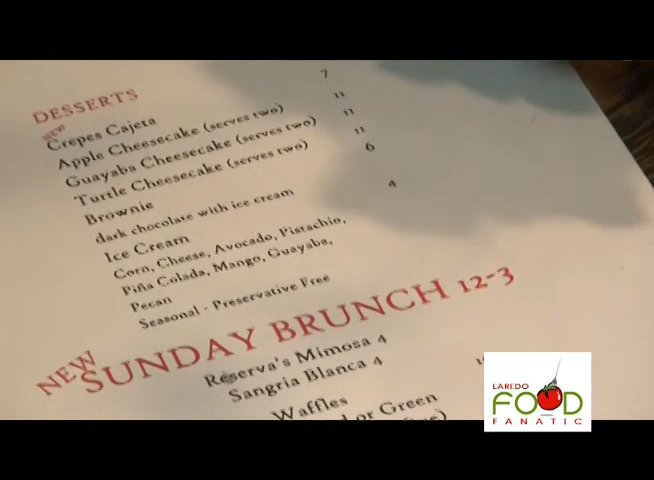 DESSERTS
NEW
Crepes Cajeta 7
Apple Cheesecake (serves two) 11
Guayaba Cheesecake (serves two) 11
Turtle Cheesecake (serves two) 11
Brownie 6
dark chocolate with ice cream
Ice Cream 4
Corn, Cheese, Avocado, Pistachio,
Piña Colada, Mango, Guayaba,
Pecan
Seasonal - Preservative Free
NEW
SUNDAY BRUNCH 12-3
Reserva's Mimosa 4
Sangria Blanca 4
Waffles
or Green
LAREDO
FOOD
FANATIC